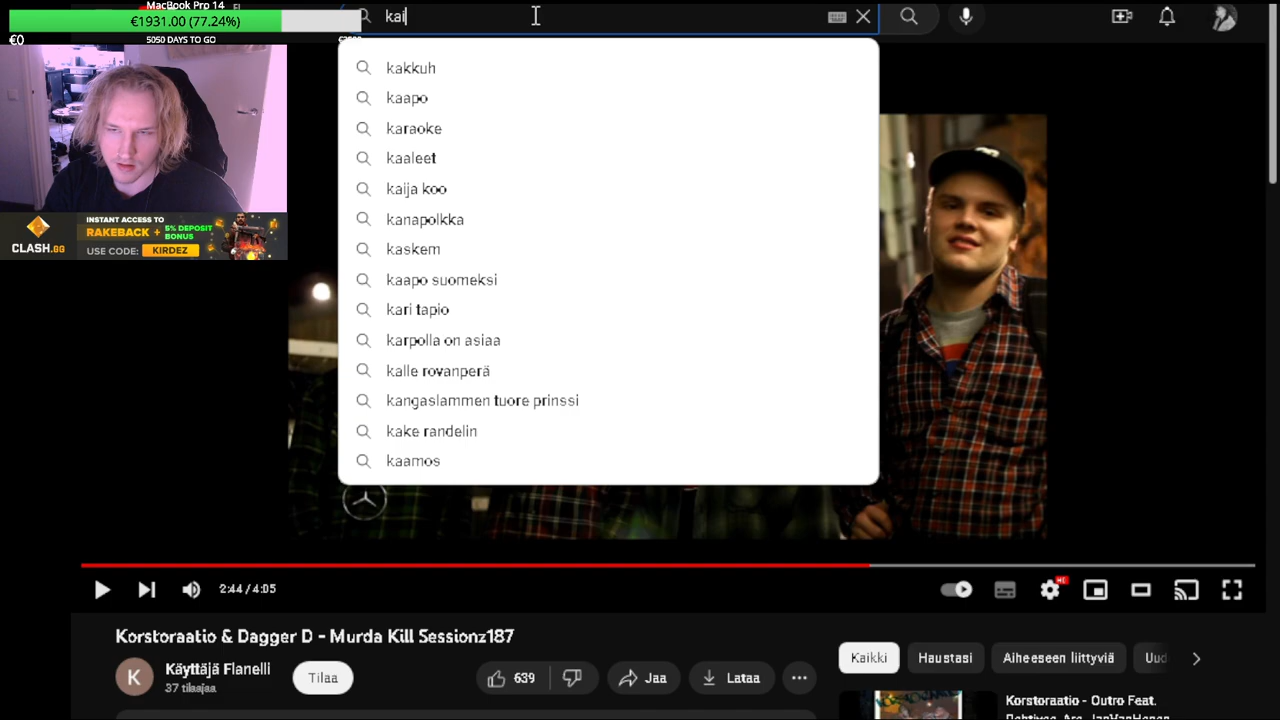 MacBook Pro 14
€1931.00 (77.24%)
€0
5050 DAYS TO GO
kai
kakkuh
kaapo
karaoke
kaaleet
kaija koo
kanapolkka
kaskem
kaapo suomeksi
kari tapio
karpolla on asiaa
kalle rovanperä
kangaslammen tuore prinssi
kake randelin
kaamos
INSTANT ACCESS TO
RAKEBACK + 5% DEPOSIT BONUS
USE CODE: KIRDEZ
CLASH.GG
2:44 / 4:05
Korstoraatio & Dagger D - Murda Kill Sessionz187
K
Käyttäjä Flanelli
37 tilaajaa
Tilaa
639
Jaa
Lataa
Kaikki
Haustasi
Aiheeseen liittyviä
Uud
Korstoraatio - Outro Feat.